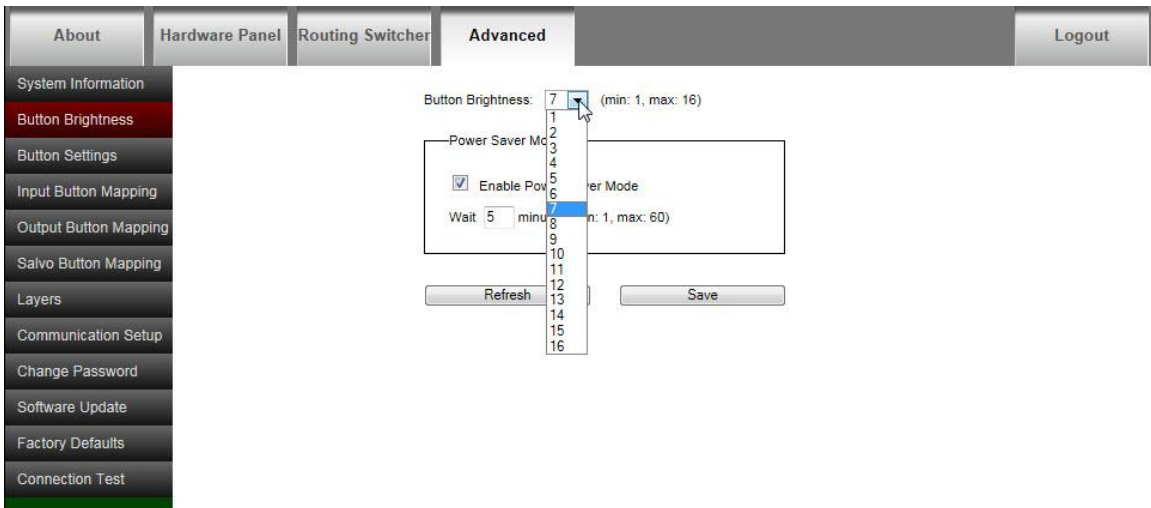 About Hardware Panel Routing Switcher Advanced Logout
System Information
Button Brightness
Button Settings
Input Button Mapping
Output Button Mapping
Salvo Button Mapping
Layers
Communication Setup
Change Password
Software Update
Factory Defaults
Connection Test
Button Brightness: 7 (min: 1, max: 16)
1
2
3
4
5
6
7
8
9
10
11
12
13
14
15
16
Power Saver Mo
Enable Pow er Mode
Wait 5 minu n: 1, max: 60)
Refresh Save